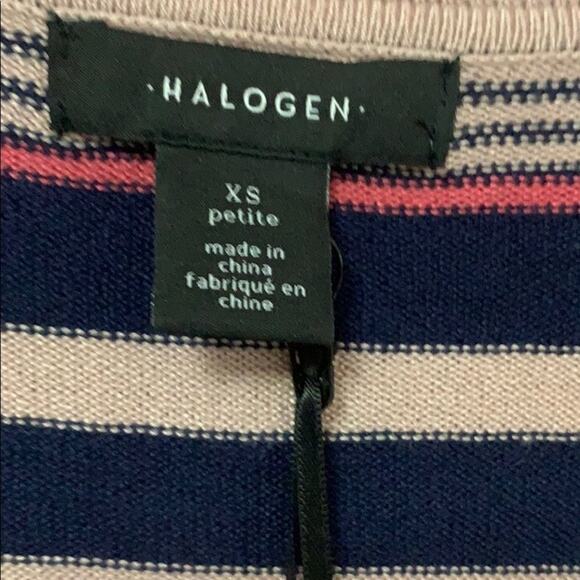 ·HALOGEN·
XS
petite
made in
china
fabriqué en
chine